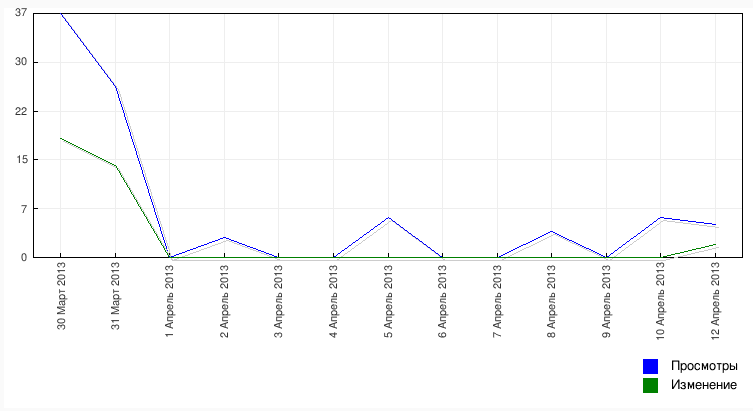 37
30
22
15
7
0
30 Март 2013
31 Март 2013
1 Апрель 2013
2 Апрель 2013
3 Апрель 2013
4 Апрель 2013
5 Апрель 2013
6 Апрель 2013
7 Апрель 2013
8 Апрель 2013
9 Апрель 2013
10 Апрель 2013
12 Апрель 2013
Просмотры
Изменение